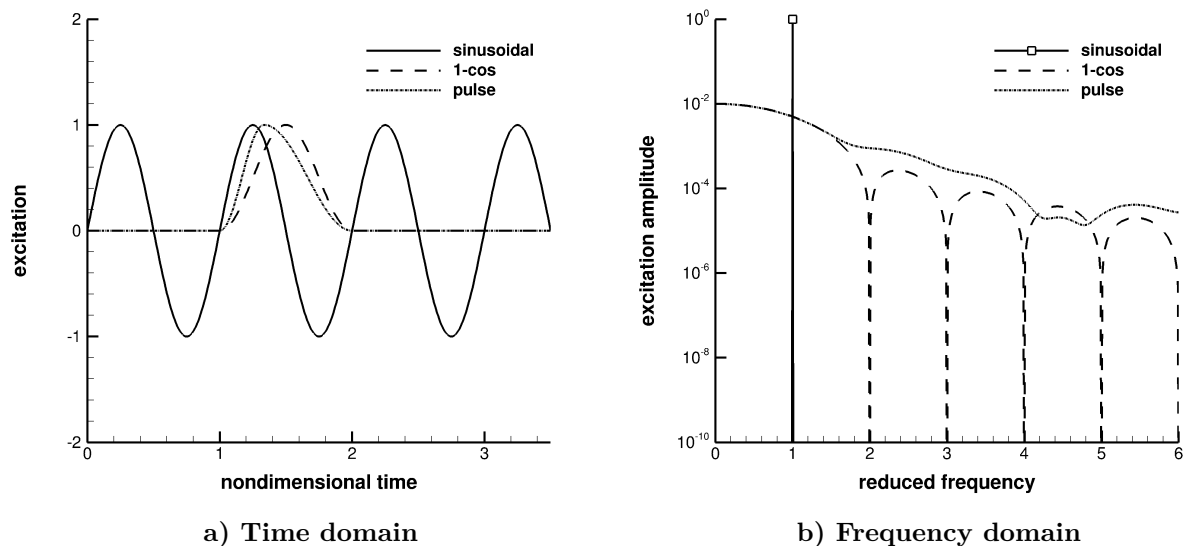 2
1
0
-1
-2
0
1
2
3
excitation
nondimensional time
sinusoidal
1-cos
pulse
a) Time domain
10^0
10^-2
10^-4
10^-6
10^-8
10^-10
0
1
2
3
4
5
6
excitation amplitude
reduced frequency
sinusoidal
1-cos
pulse
b) Frequency domain